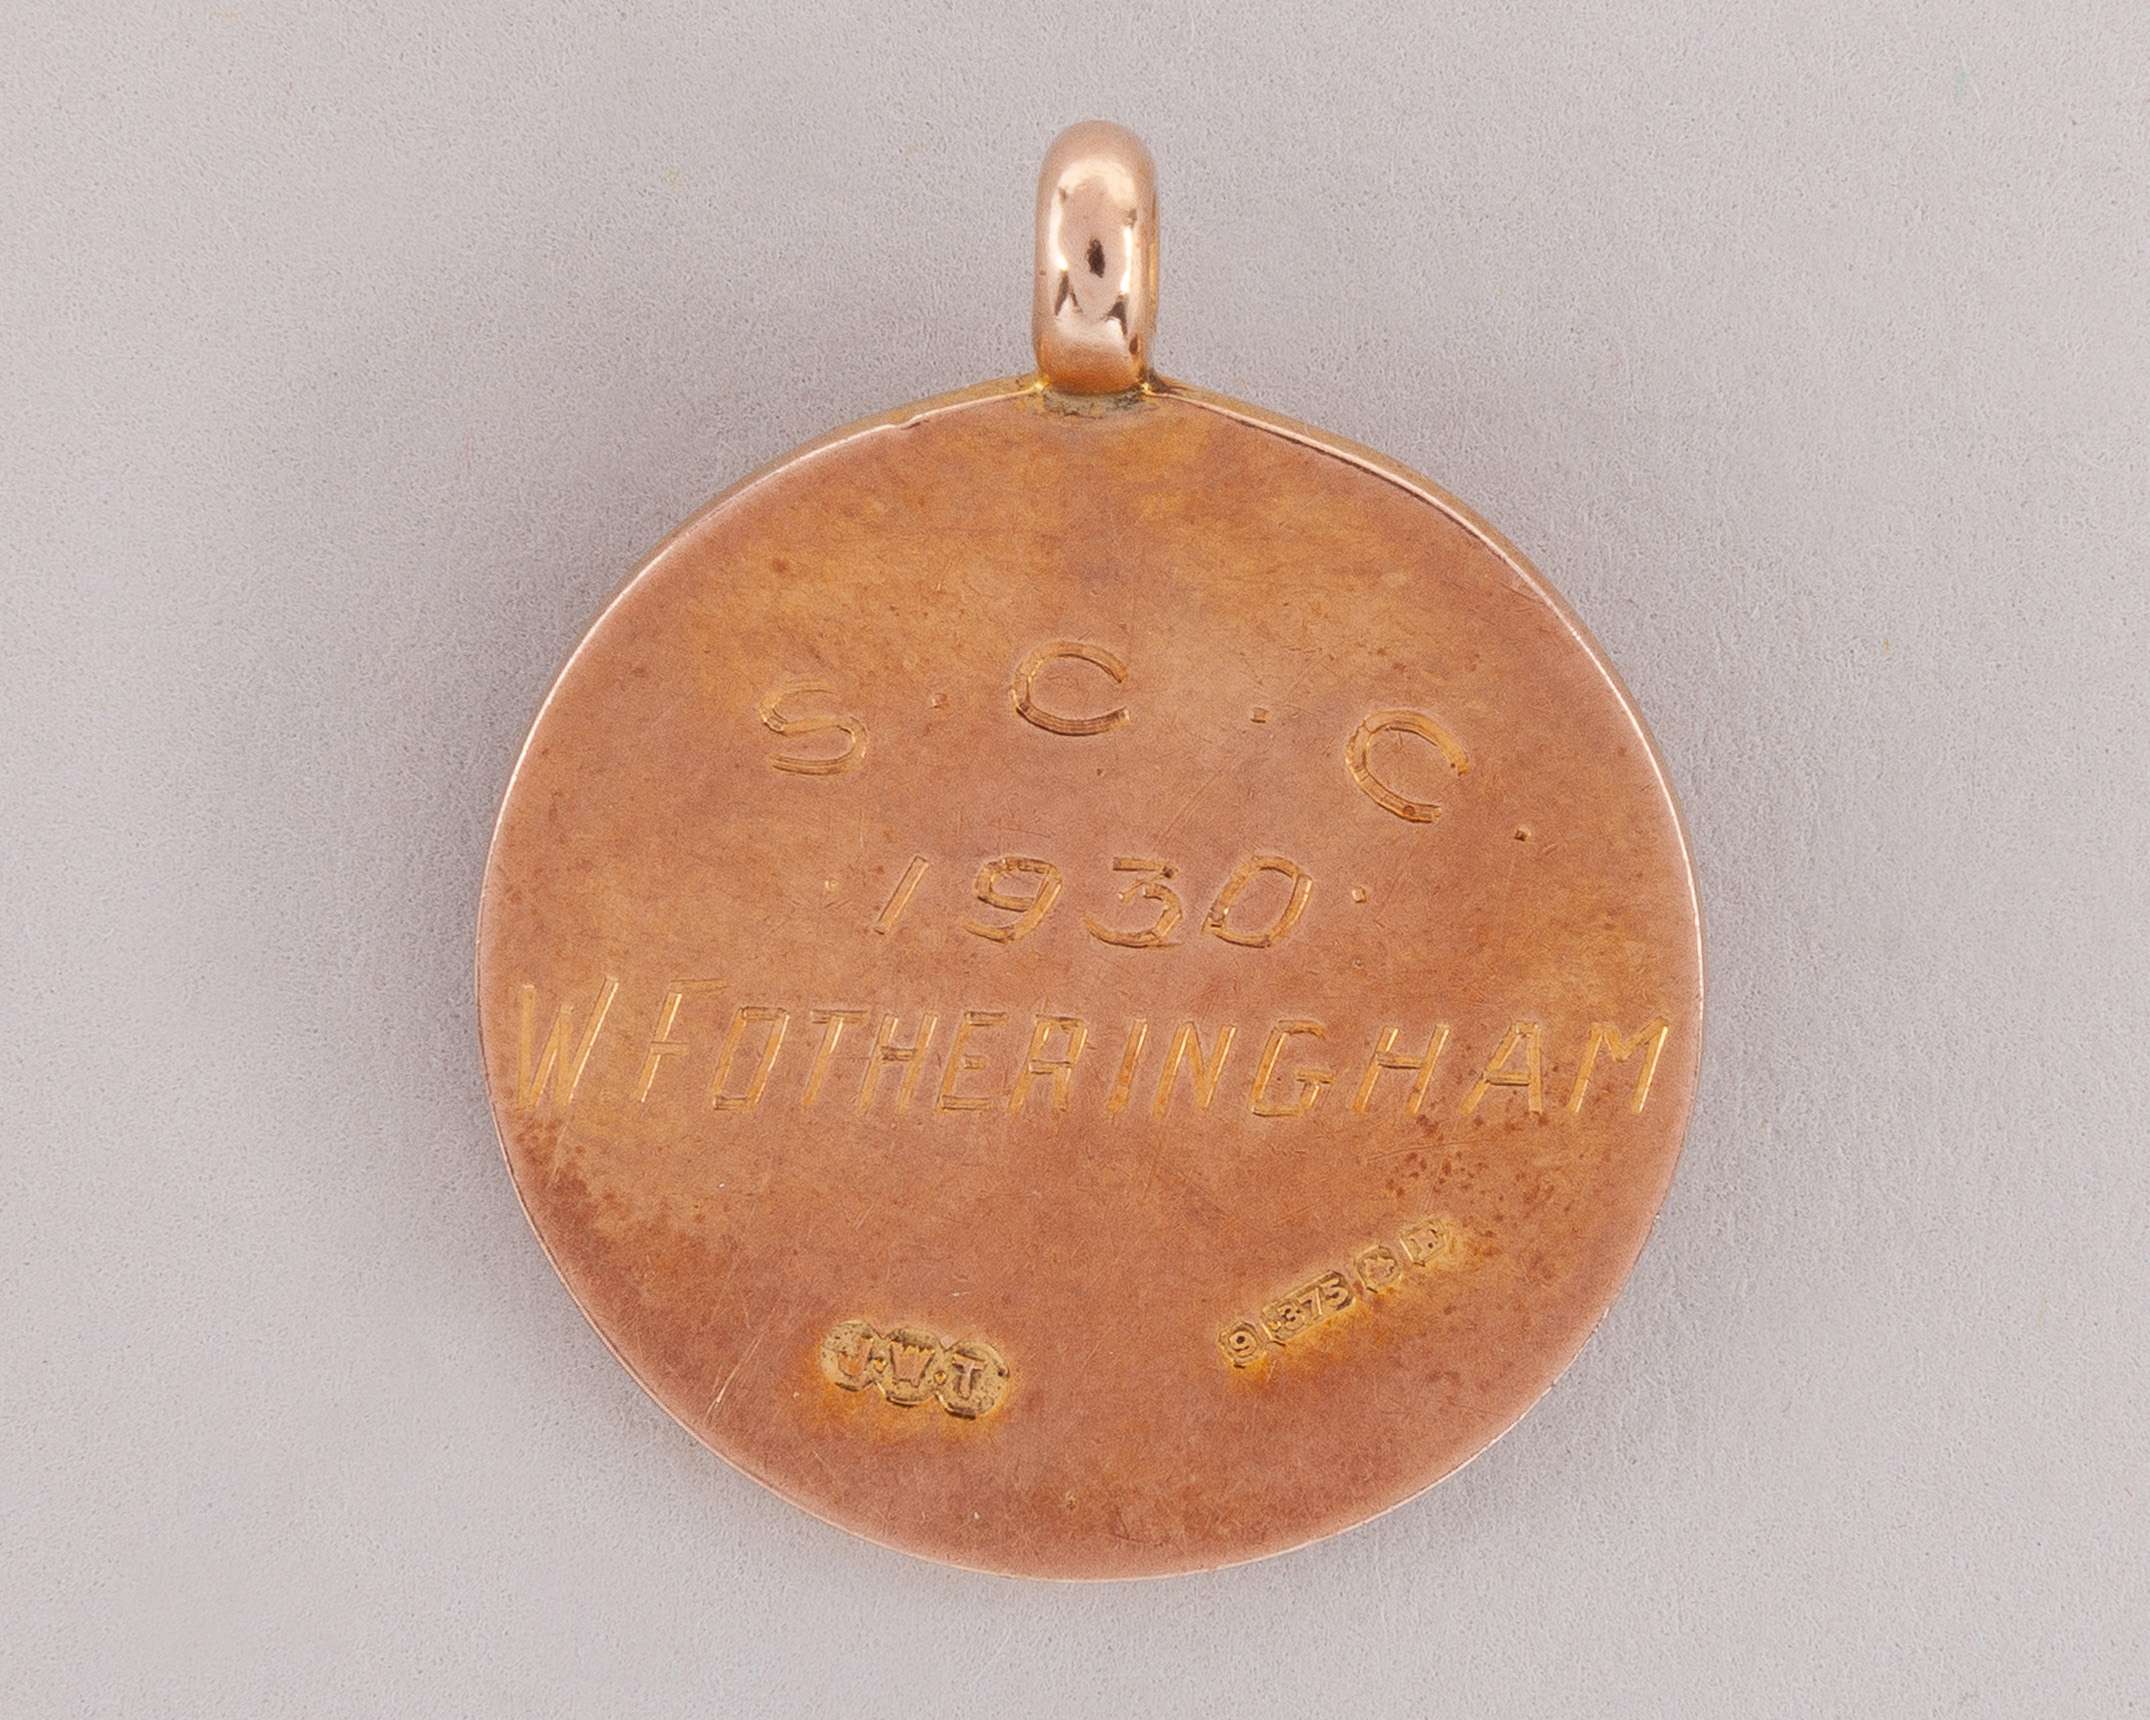 S.C.C.
·1930·
W FOTHERINGHAM
J.W.T
9 .375